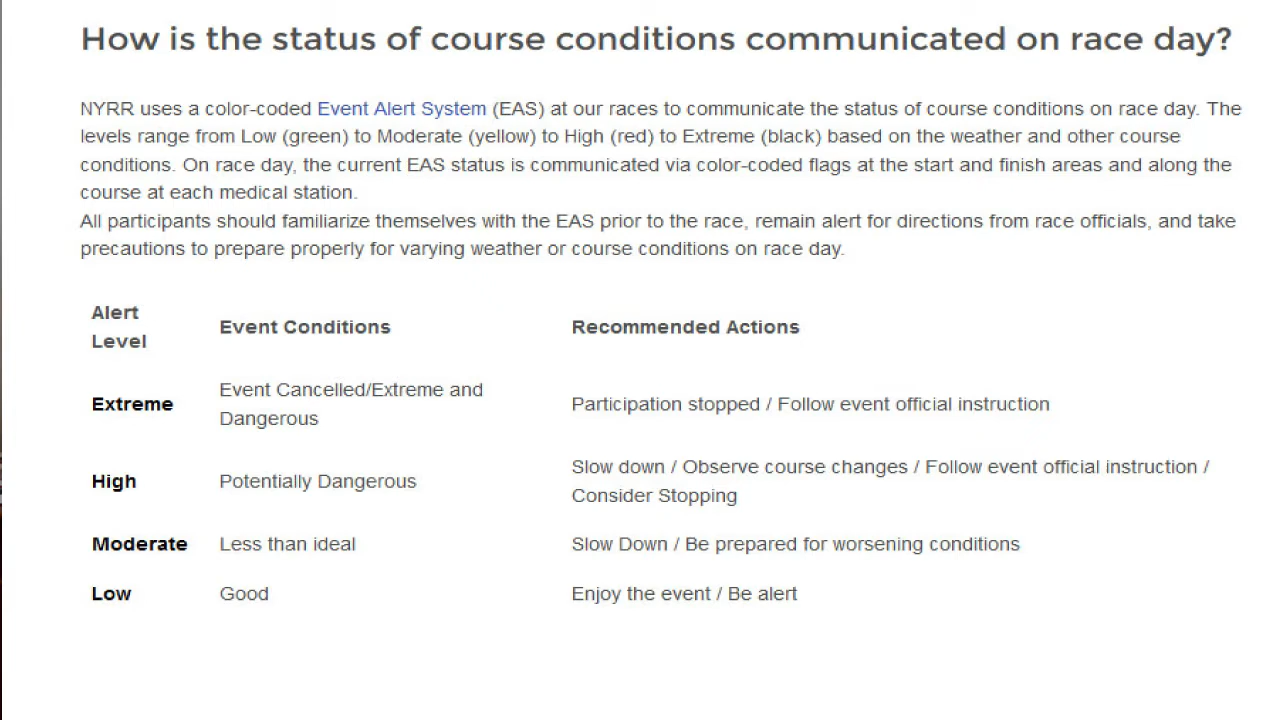 How is the status of course conditions communicated on race day?
NYRR uses a color-coded Event Alert System (EAS) at our races to communicate the status of course conditions on race day. The
levels range from Low (green) to Moderate (yellow) to High (red) to Extreme (black) based on the weather and other course
conditions. On race day, the current EAS status is communicated via color-coded flags at the start and finish areas and along the
course at each medical station.
All participants should familiarize themselves with the EAS prior to the race, remain alert for directions from race officials, and take
precautions to prepare properly for varying weather or course conditions on race day.
Alert
Level
Event Conditions
Recommended Actions
Extreme
Event Cancelled/Extreme and
Dangerous
Participation stopped / Follow event official instruction
High
Potentially Dangerous
Slow down / Observe course changes / Follow event official instruction /
Consider Stopping
Moderate
Less than ideal
Slow Down / Be prepared for worsening conditions
Low
Good
Enjoy the event / Be alert